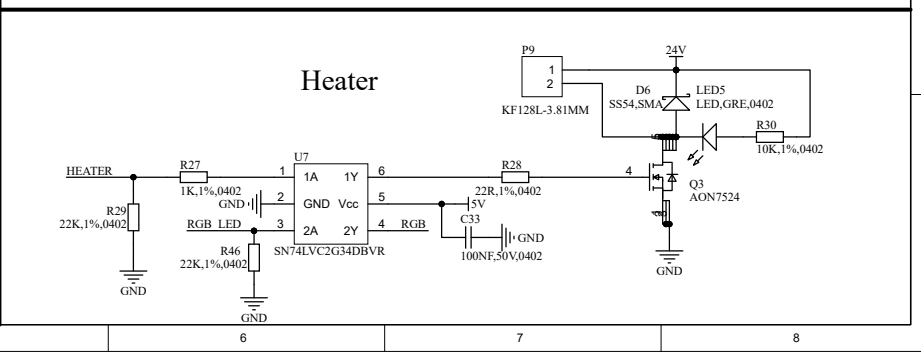 Heater
P9
1
2
KF128L-3.81MM
24V
D6
SS54,SMA
LED5
LED,GRE,0402
R30
10K,1%,0402
5
HEATER
R27
1K,1%,0402
R29
22K,1%,0402
GND
U7
1
1A
1Y
6
GND
2
GND
Vcc
5
5V
RGB_LED
3
2A
2Y
4
RGB
SN74LVC2G34DBVR
R46
22K,1%,0402
GND
C33
GND
100NF,50V,0402
R28
22R,1%,0402
4
Q3
AON7524
GND
6
7
8